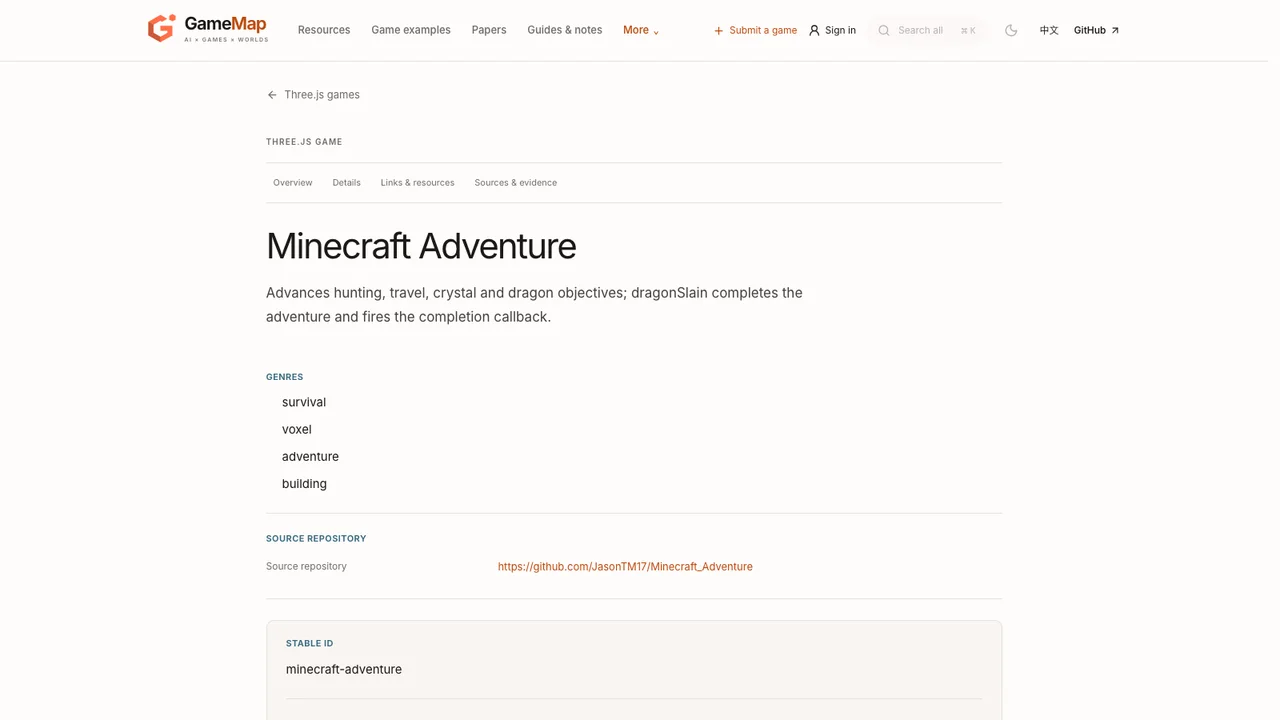 GameMap
AI × GAMES × WORLDS
Resources
Game examples
Papers
Guides & notes
More
Submit a game
Sign in
Search all
⌘ K
中文
GitHub ↗
← Three.js games
THREE.JS GAME
Overview
Details
Links & resources
Sources & evidence
Minecraft Adventure
Advances hunting, travel, crystal and dragon objectives; dragonSlain completes the
adventure and fires the completion callback.
GENRES
survival
voxel
adventure
building
SOURCE REPOSITORY
Source repository
https://github.com/JasonTM17/Minecraft_Adventure
STABLE ID
minecraft-adventure